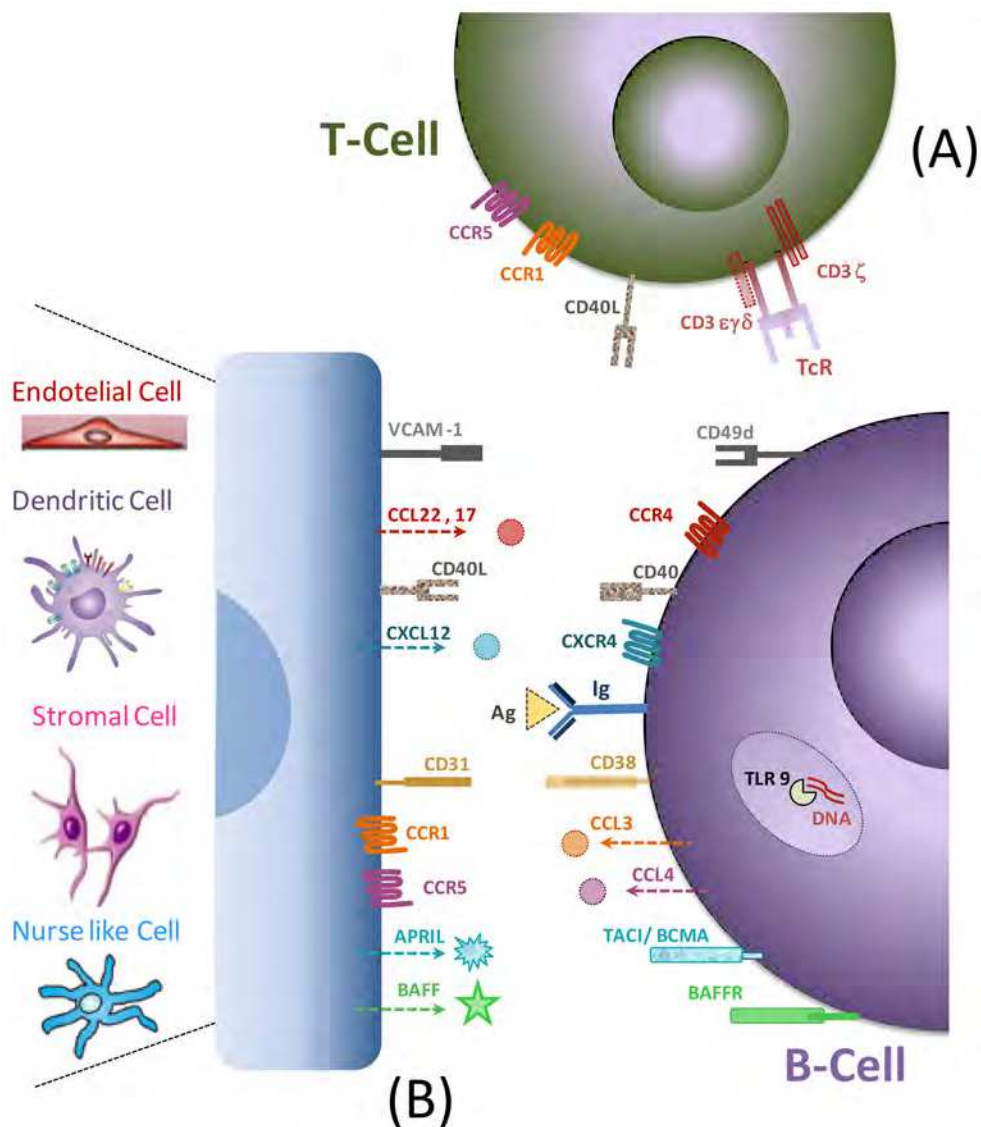 (A)
T-Cell
CCR5
CCR1
CD40L
CD3 εγδ
CD3 ζ
TcR
Endotelial Cell
Dendritic Cell
Stromal Cell
Nurse like Cell
VCAM -1
CD49d
CCL22 , 17
CCR4
CD40L
CD40
CXCL12
CXCR4
Ag
Ig
CD31
CD38
TLR 9
DNA
CCR1
CCL3
CCR5
CCL4
APRIL
TACI/ BCMA
BAFF
BAFFR
B-Cell
(B)